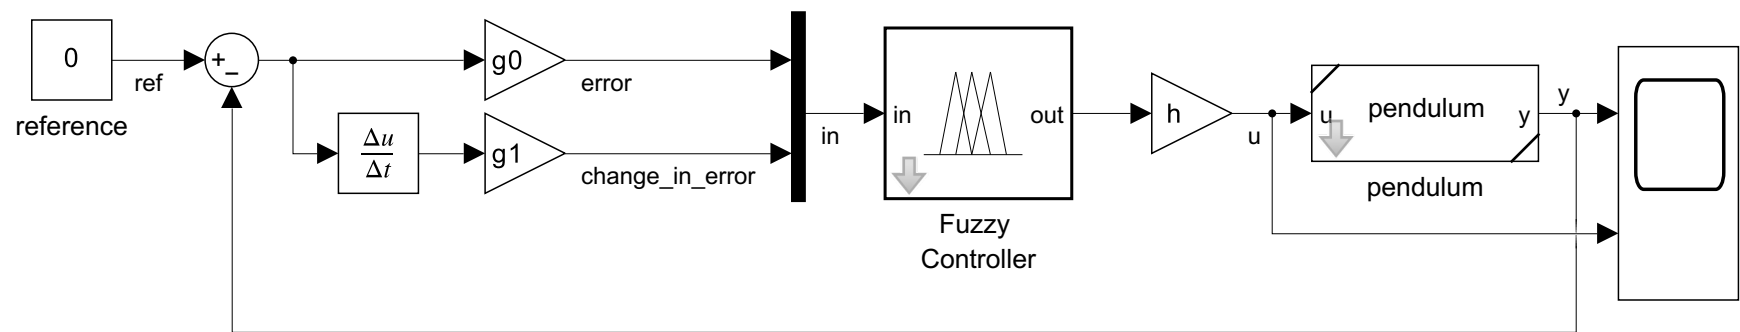 0
ref
reference
+
−
Δu
Δt
g0
error
g1
change_in_error
in
in
out
Fuzzy
Controller
h
u
u
pendulum
y
pendulum
y